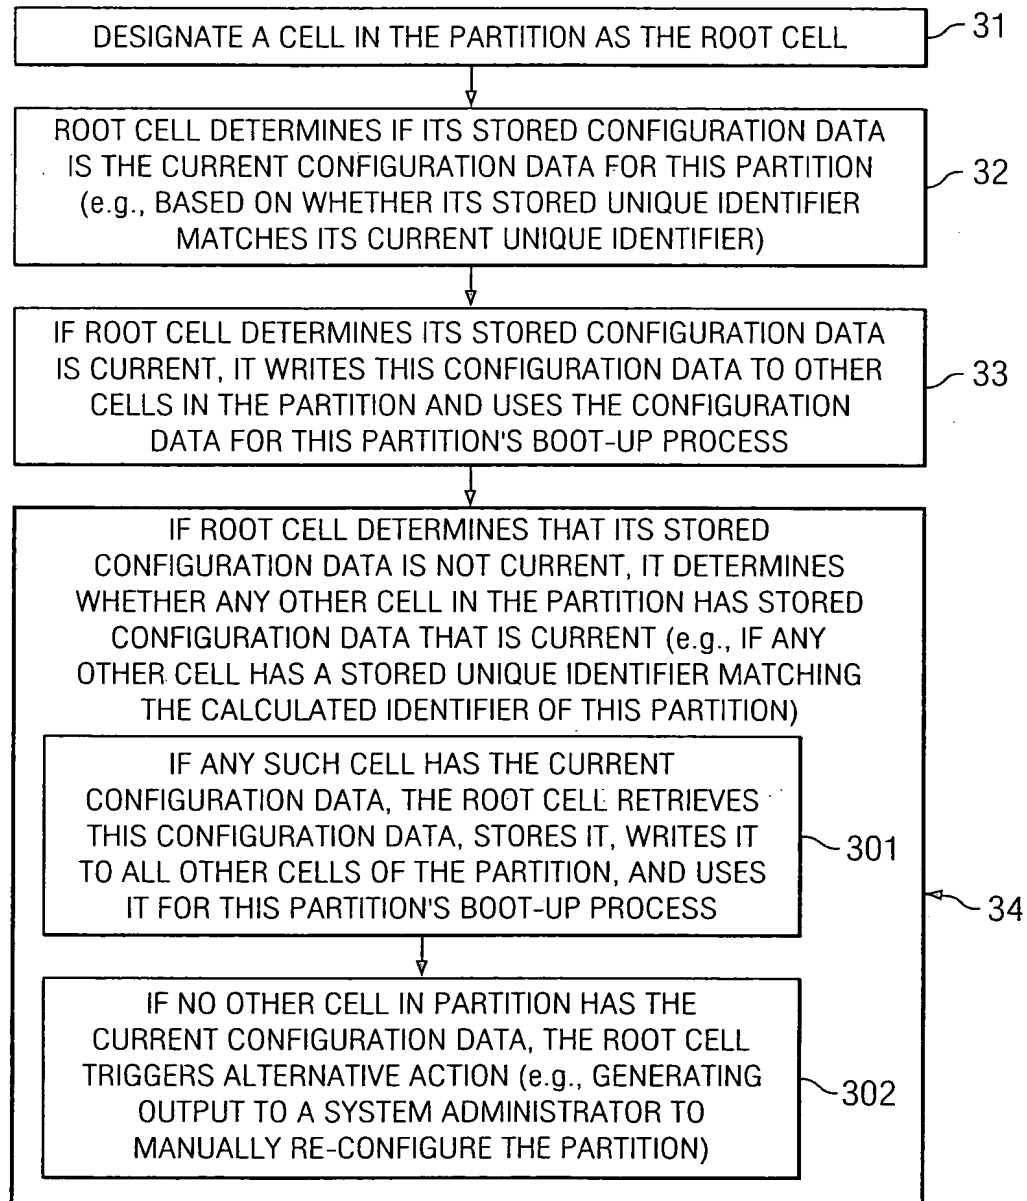 DESIGNATE A CELL IN THE PARTITION AS THE ROOT CELL
31
ROOT CELL DETERMINES IF ITS STORED CONFIGURATION DATA
IS THE CURRENT CONFIGURATION DATA FOR THIS PARTITION
(e.g., BASED ON WHETHER ITS STORED UNIQUE IDENTIFIER
MATCHES ITS CURRENT UNIQUE IDENTIFIER)
32
IF ROOT CELL DETERMINES ITS STORED CONFIGURATION DATA
IS CURRENT, IT WRITES THIS CONFIGURATION DATA TO OTHER
CELLS IN THE PARTITION AND USES THE CONFIGURATION
DATA FOR THIS PARTITION'S BOOT-UP PROCESS
33
IF ROOT CELL DETERMINES THAT ITS STORED
CONFIGURATION DATA IS NOT CURRENT, IT DETERMINES
WHETHER ANY OTHER CELL IN THE PARTITION HAS STORED
CONFIGURATION DATA THAT IS CURRENT (e.g., IF ANY
OTHER CELL HAS A STORED UNIQUE IDENTIFIER MATCHING
THE CALCULATED IDENTIFIER OF THIS PARTITION)
IF ANY SUCH CELL HAS THE CURRENT
CONFIGURATION DATA, THE ROOT CELL RETRIEVES
THIS CONFIGURATION DATA, STORES IT, WRITES IT
TO ALL OTHER CELLS OF THE PARTITION, AND USES
IT FOR THIS PARTITION'S BOOT-UP PROCESS
301
34
IF NO OTHER CELL IN PARTITION HAS THE
CURRENT CONFIGURATION DATA, THE ROOT CELL
TRIGGERS ALTERNATIVE ACTION (e.g., GENERATING
OUTPUT TO A SYSTEM ADMINISTRATOR TO
MANUALLY RE-CONFIGURE THE PARTITION)
302